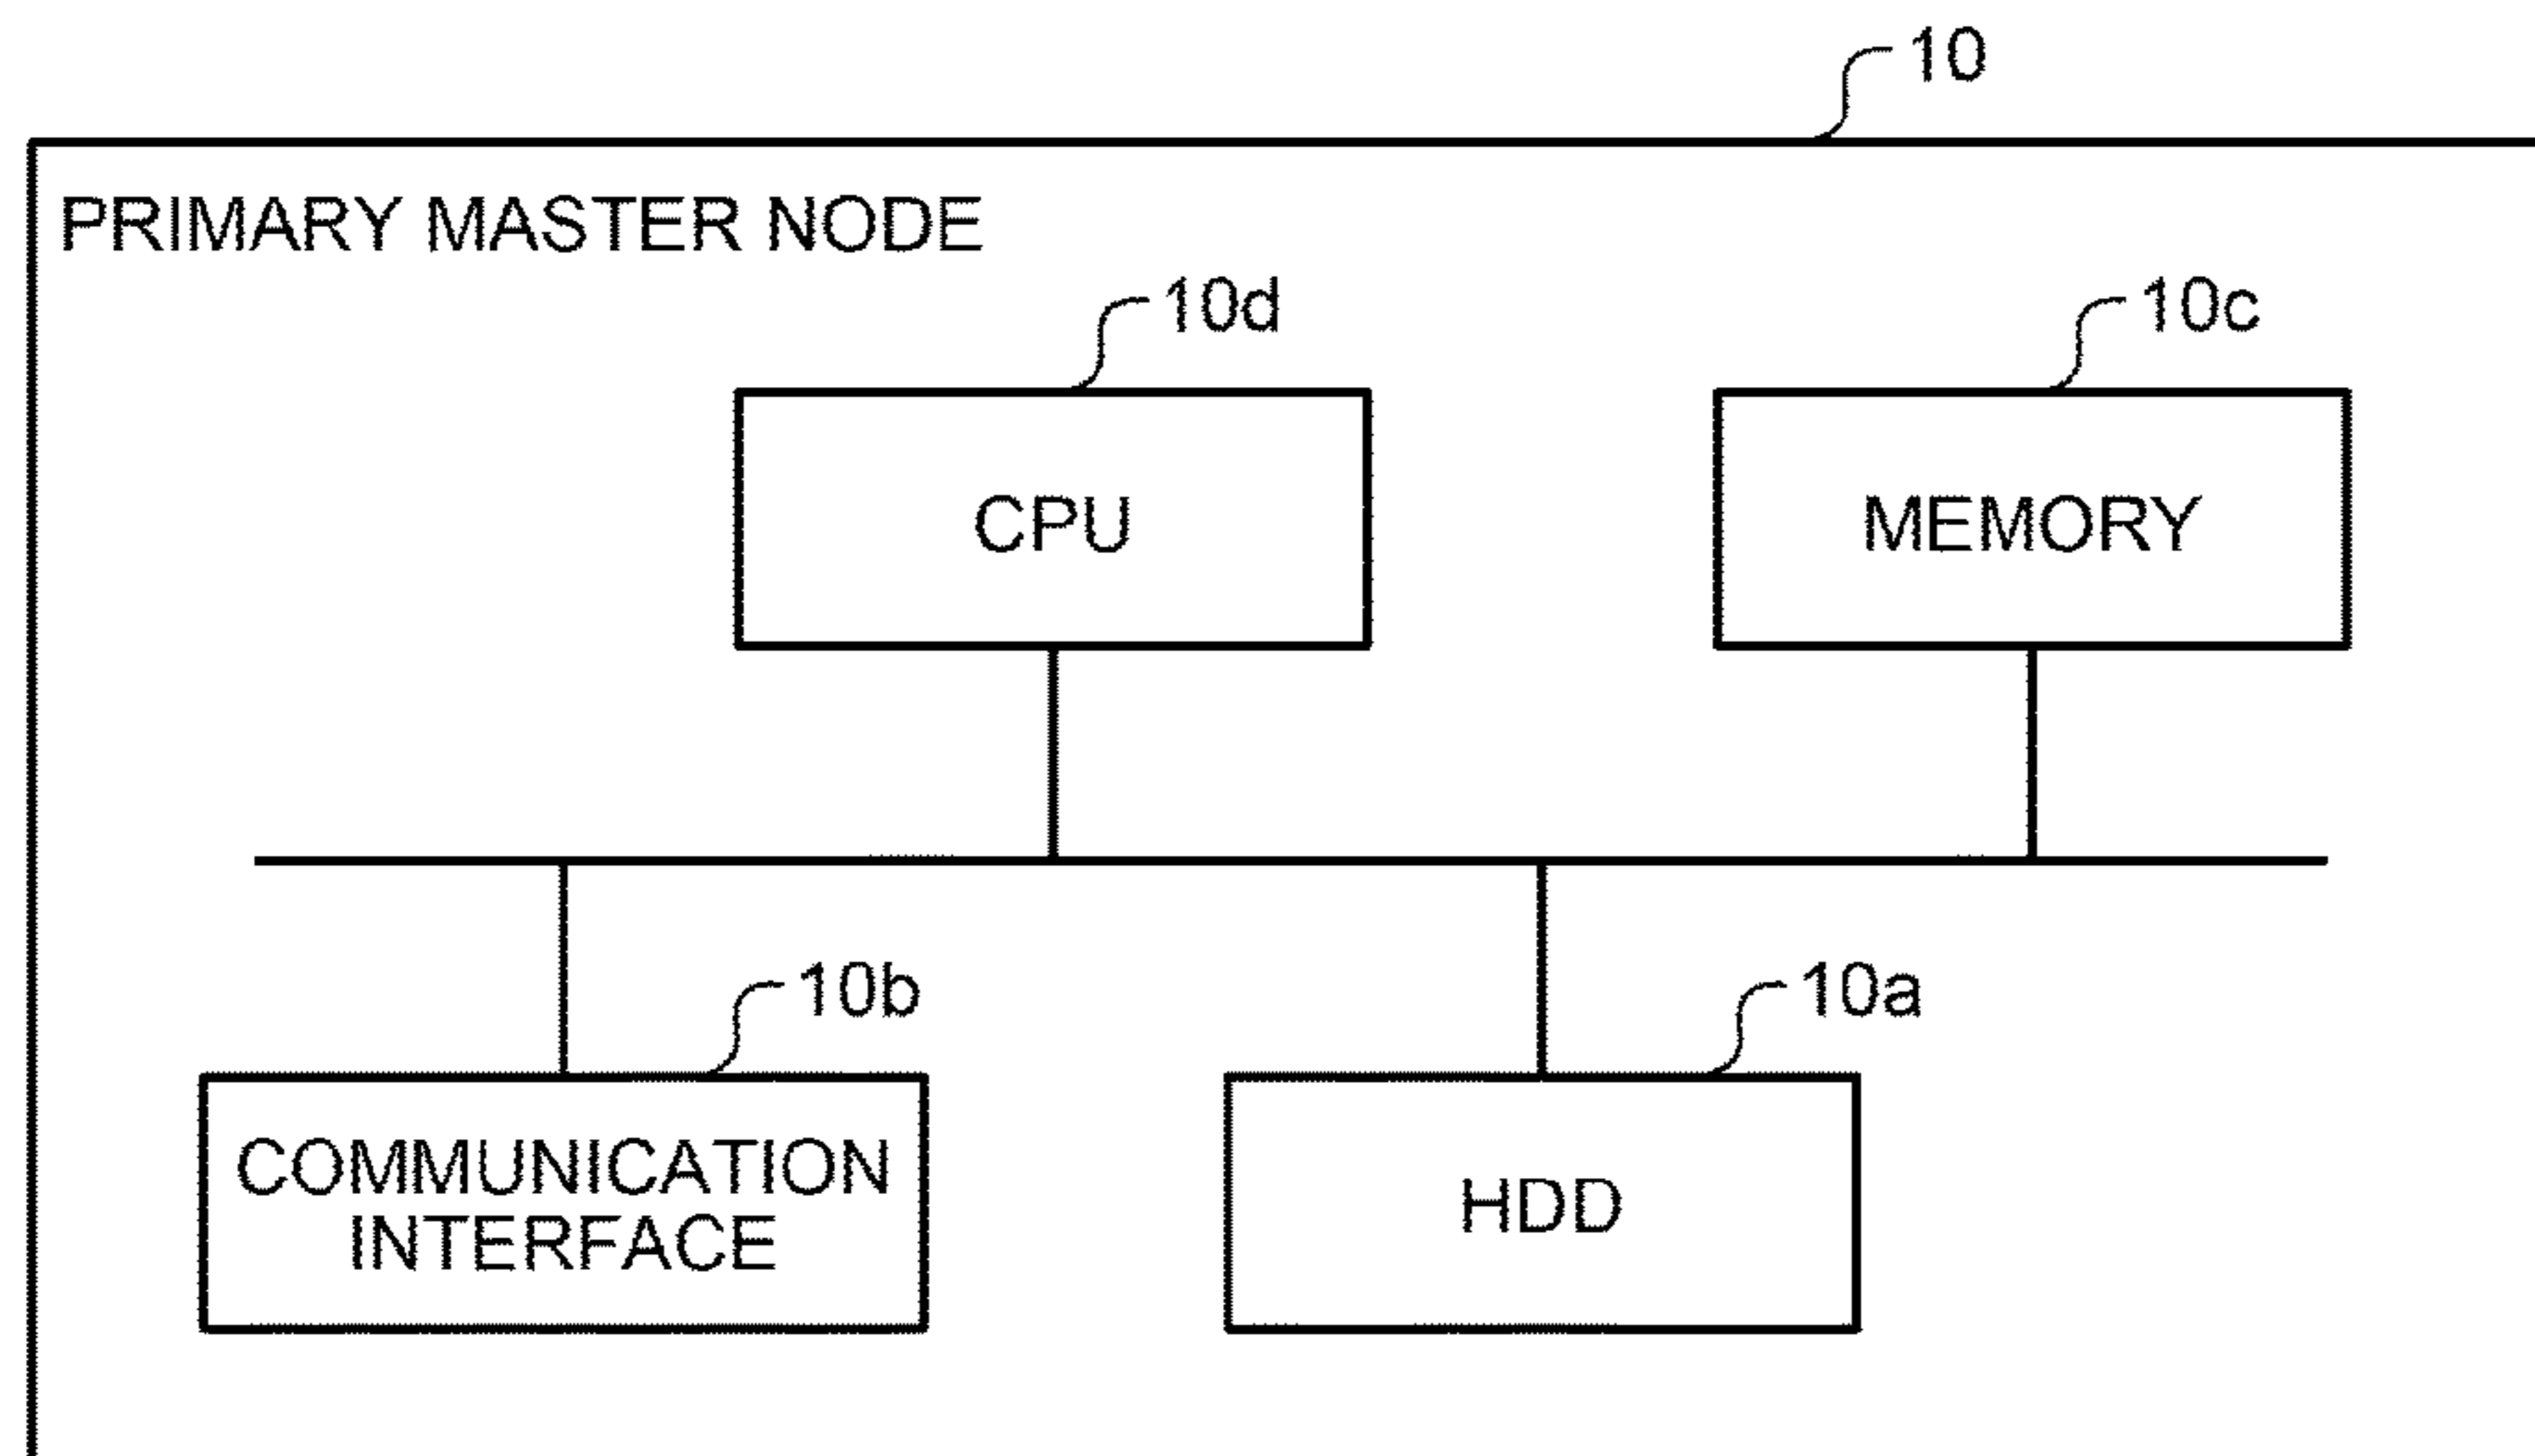 10
PRIMARY MASTER NODE
10d
10c
CPU
MEMORY
10b
10a
COMMUNICATION
INTERFACE
HDD